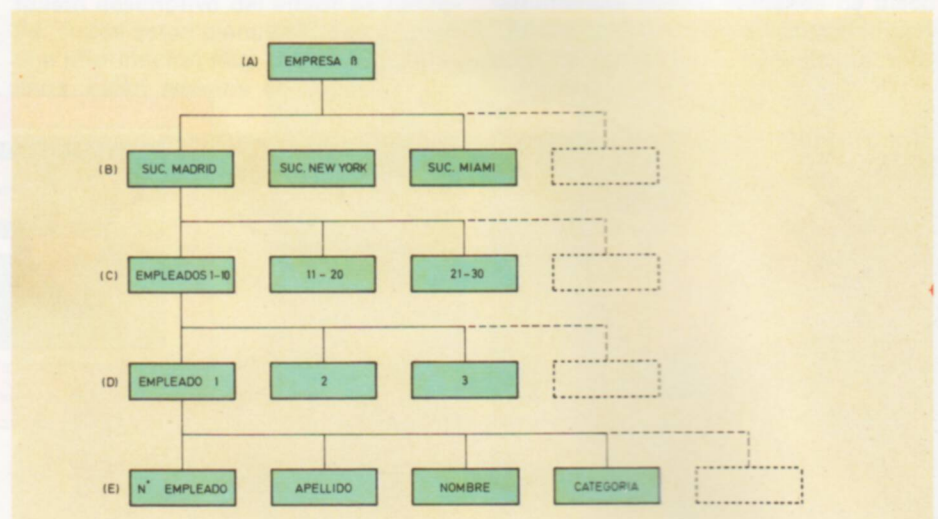 (A) EMPRESA B
(B) SUC. MADRID SUC. NEW YORK SUC. MIAMI
(C) EMPLEADOS 1-10 11-20 21-30
(D) EMPLEADO 1 2 3
(E) N° EMPLEADO APELLIDO NOMBRE CATEGORIA